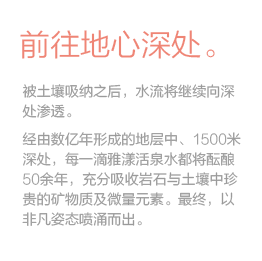 前往地心深处。
被土壤吸纳之后，水流将继续向深
处渗透。
经由数亿年形成的地层中、1500米
深处，每一滴雅漾活泉水都将酝酿
50余年，充分吸收岩石与土壤中珍
贵的矿物质及微量元素。最终，以
非凡姿态喷涌而出。